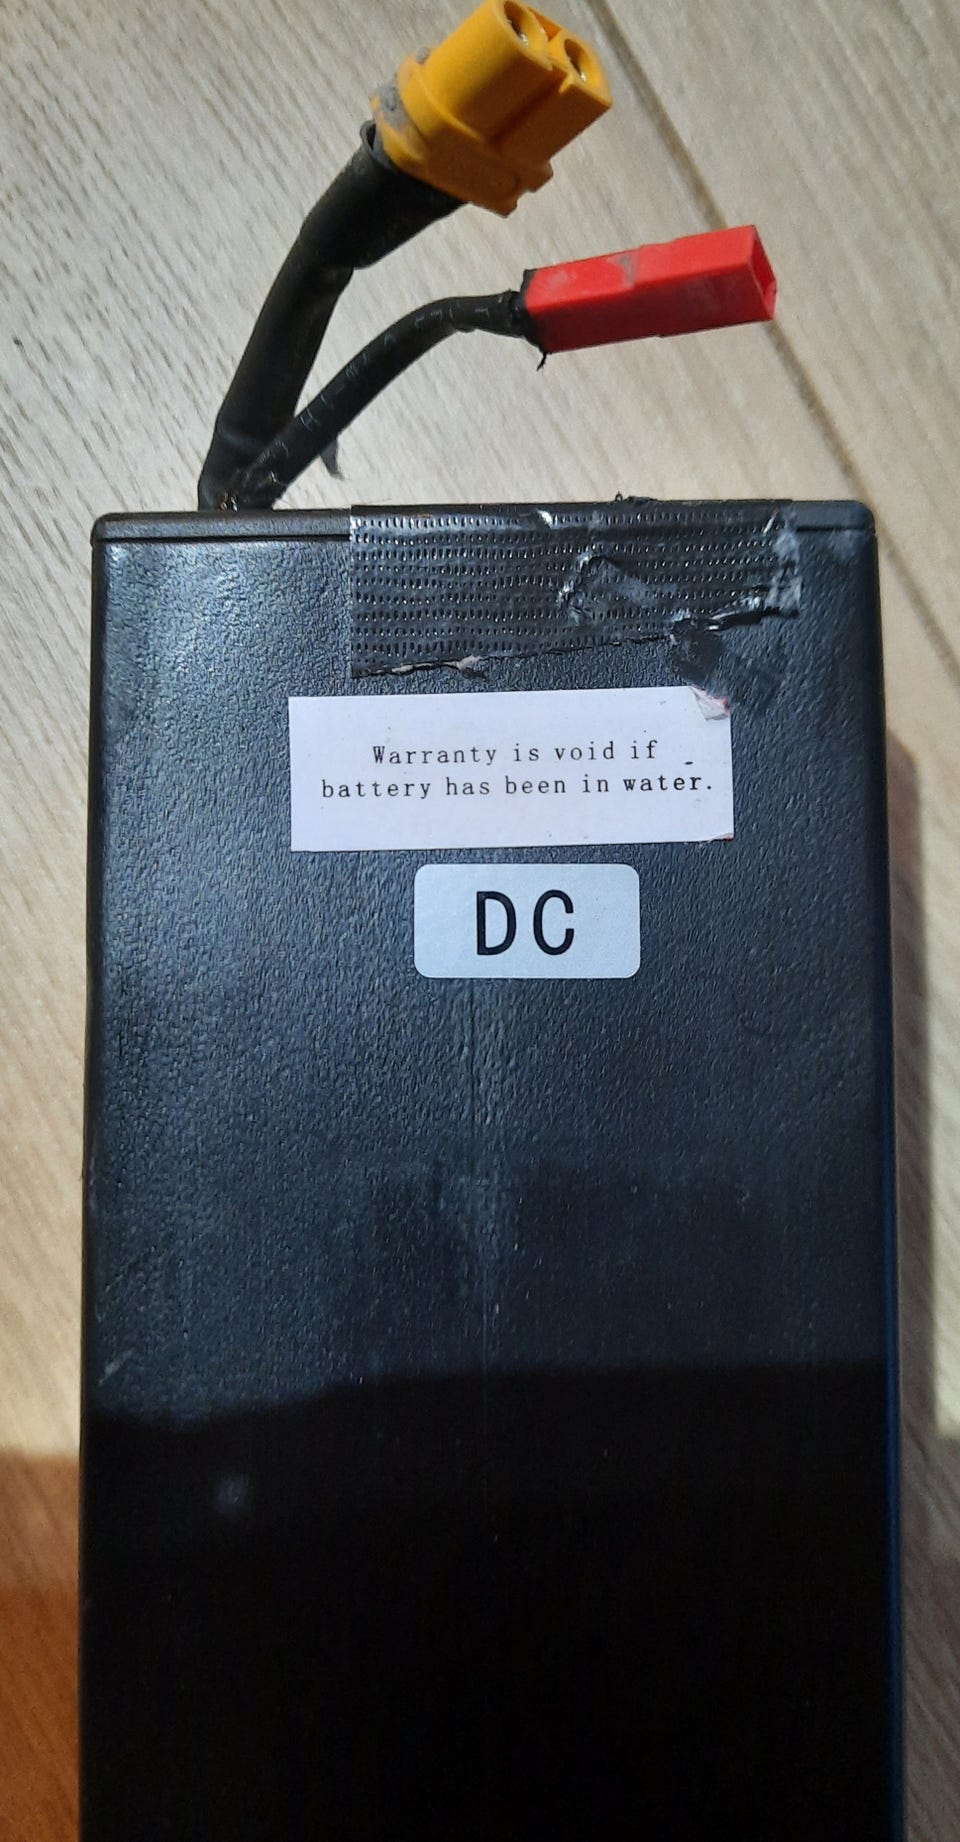 Warranty is void if
battery has been in water.
DC